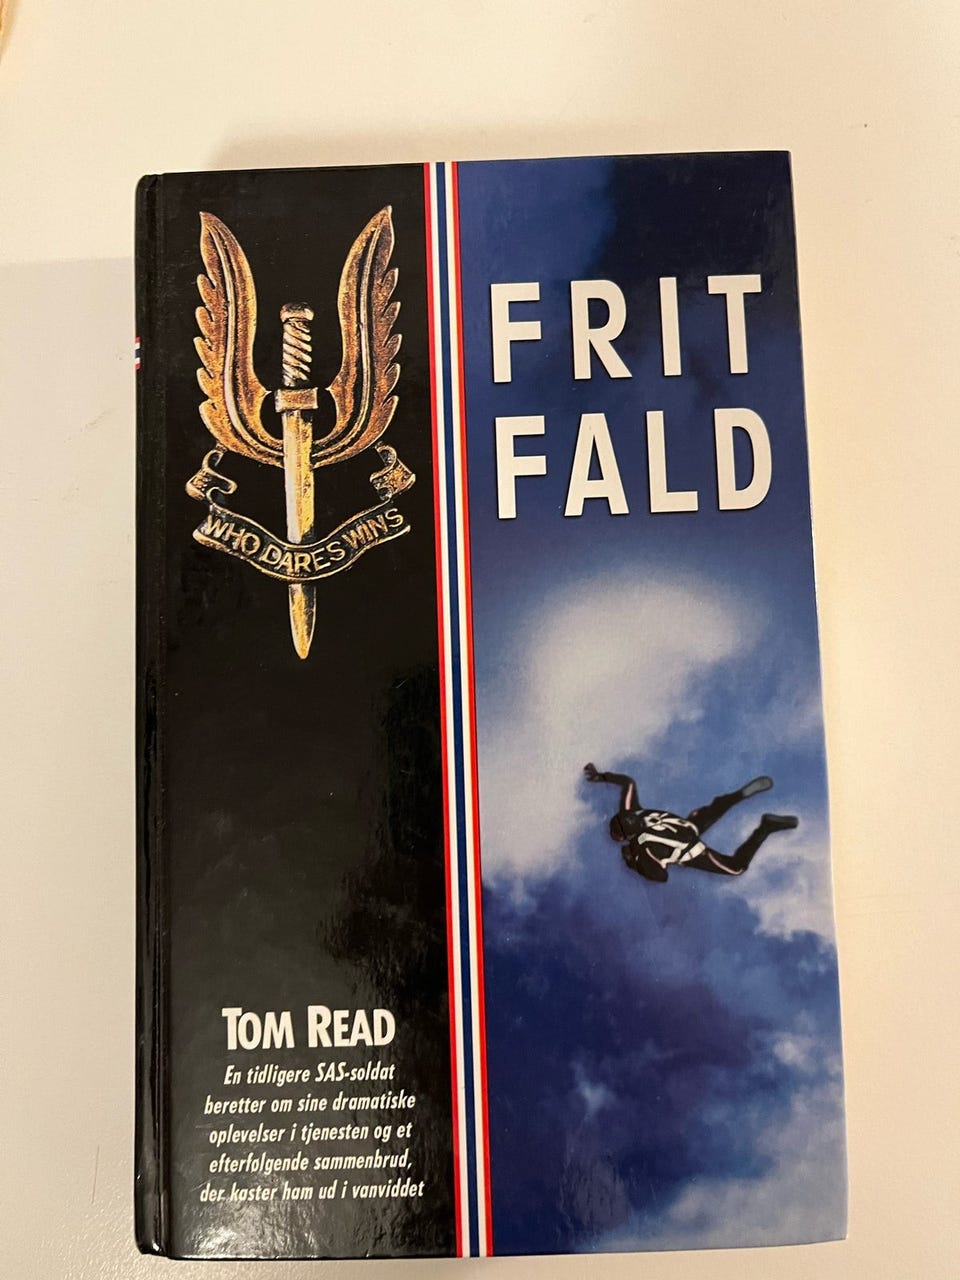 WHO DARES WINS
FRIT
FALD
TOM READ
En tidligere SAS-soldat
beretter om sine dramatiske
oplevelser i tjenesten og et
efterfølgende sammenbrud,
der kaster ham ud i vanviddet